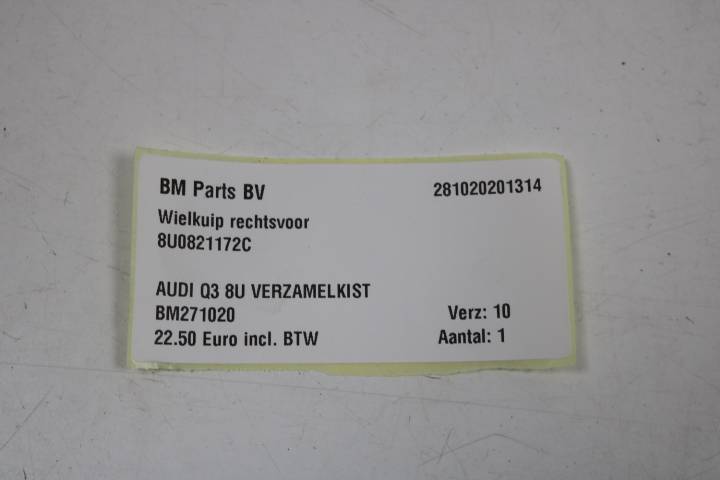 BM Parts BV 281020201314
Wielkuip rechtsvoor
8U0821172C
AUDI Q3 8U VERZAMELKIST
BM271020 Verz: 10
22.50 Euro incl. BTW Aantal: 1